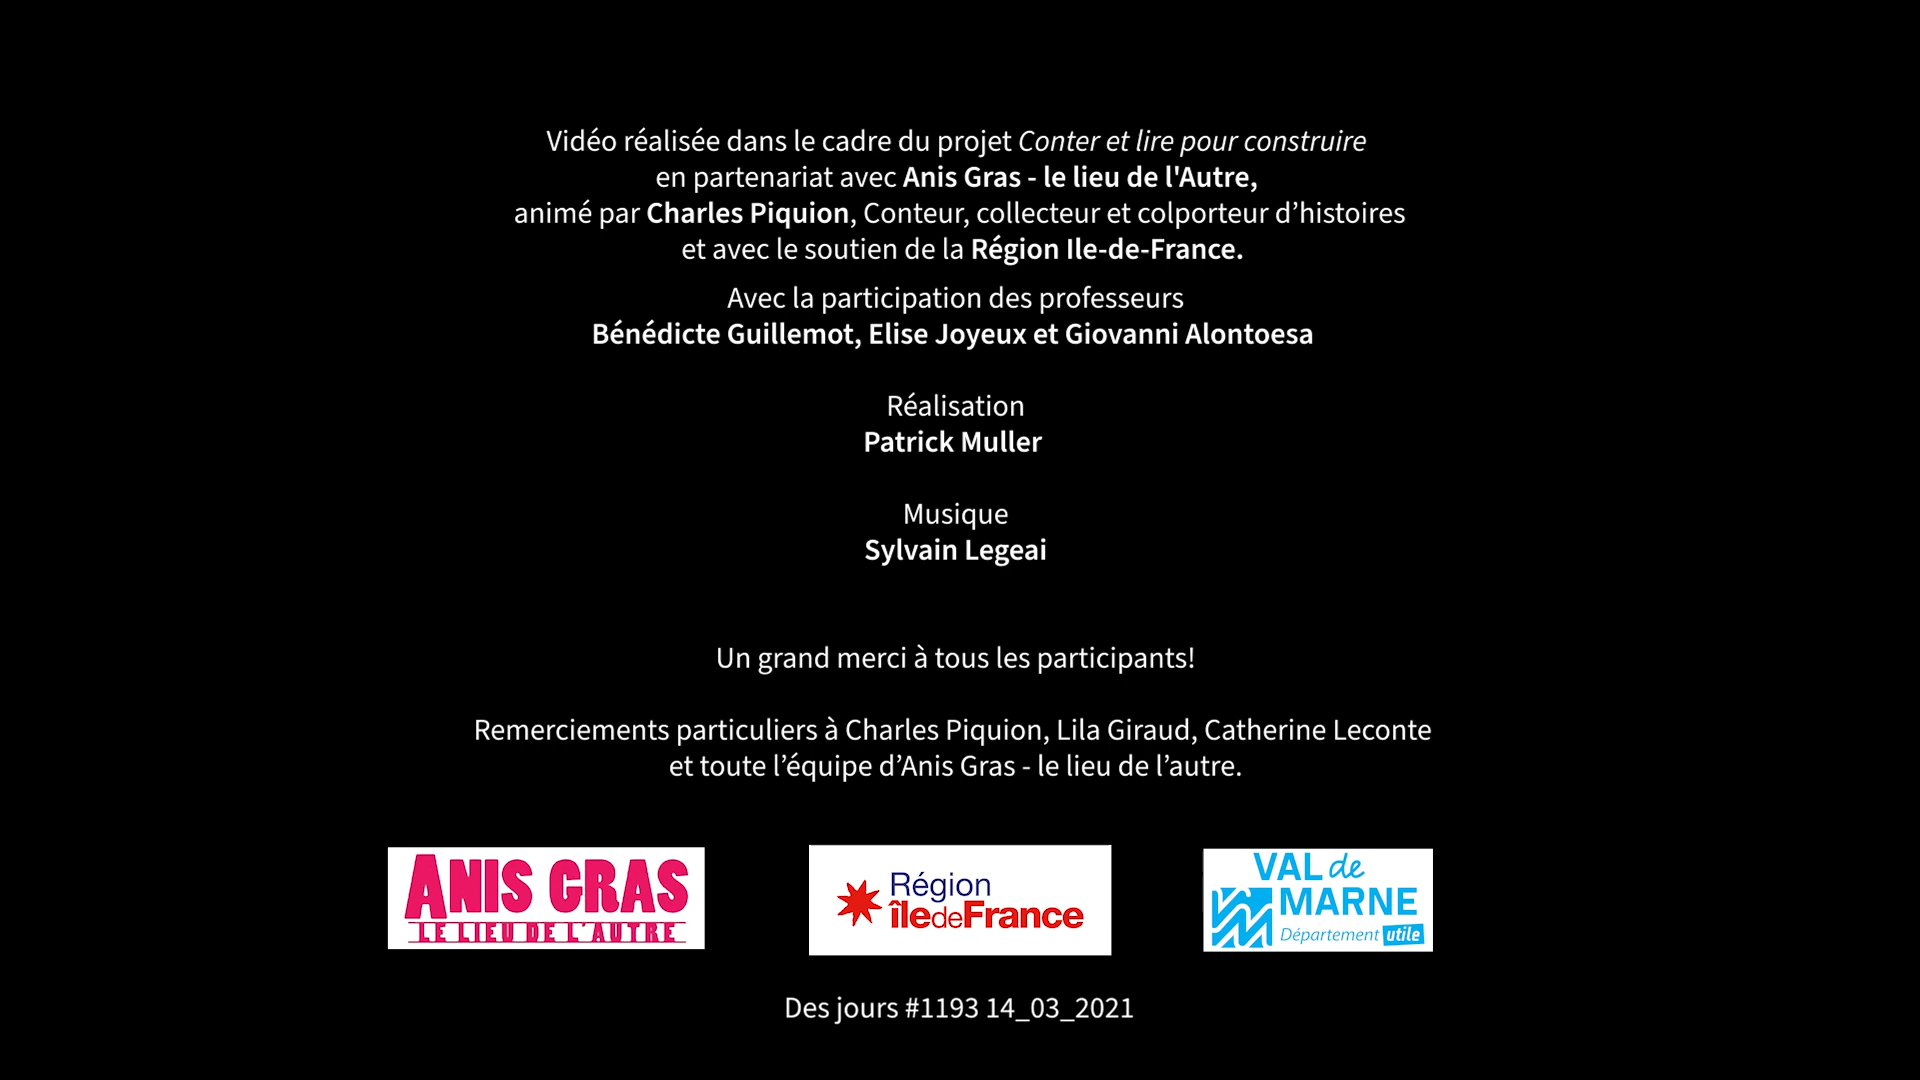 Vidéo réalisée dans le cadre du projet Conter et lire pour construire
en partenariat avec Anis Gras - le lieu de l'Autre,
animé par Charles Piquion, Conteur, collecteur et colporteur d’histoires
et avec le soutien de la Région Ile-de-France.
Avec la participation des professeurs
Bénédicte Guillemot, Elise Joyeux et Giovanni Alontoesa
Réalisation
Patrick Muller
Musique
Sylvain Legeai
Un grand merci à tous les participants!
Remerciements particuliers à Charles Piquion, Lila Giraud, Catherine Leconte
et toute l’équipe d’Anis Gras - le lieu de l’autre.
ANIS GRAS
LE LIEU DE L'AUTRE
Région
îledeFrance
VAL de
MARNE
Département utile
Des jours #1193 14_03_2021